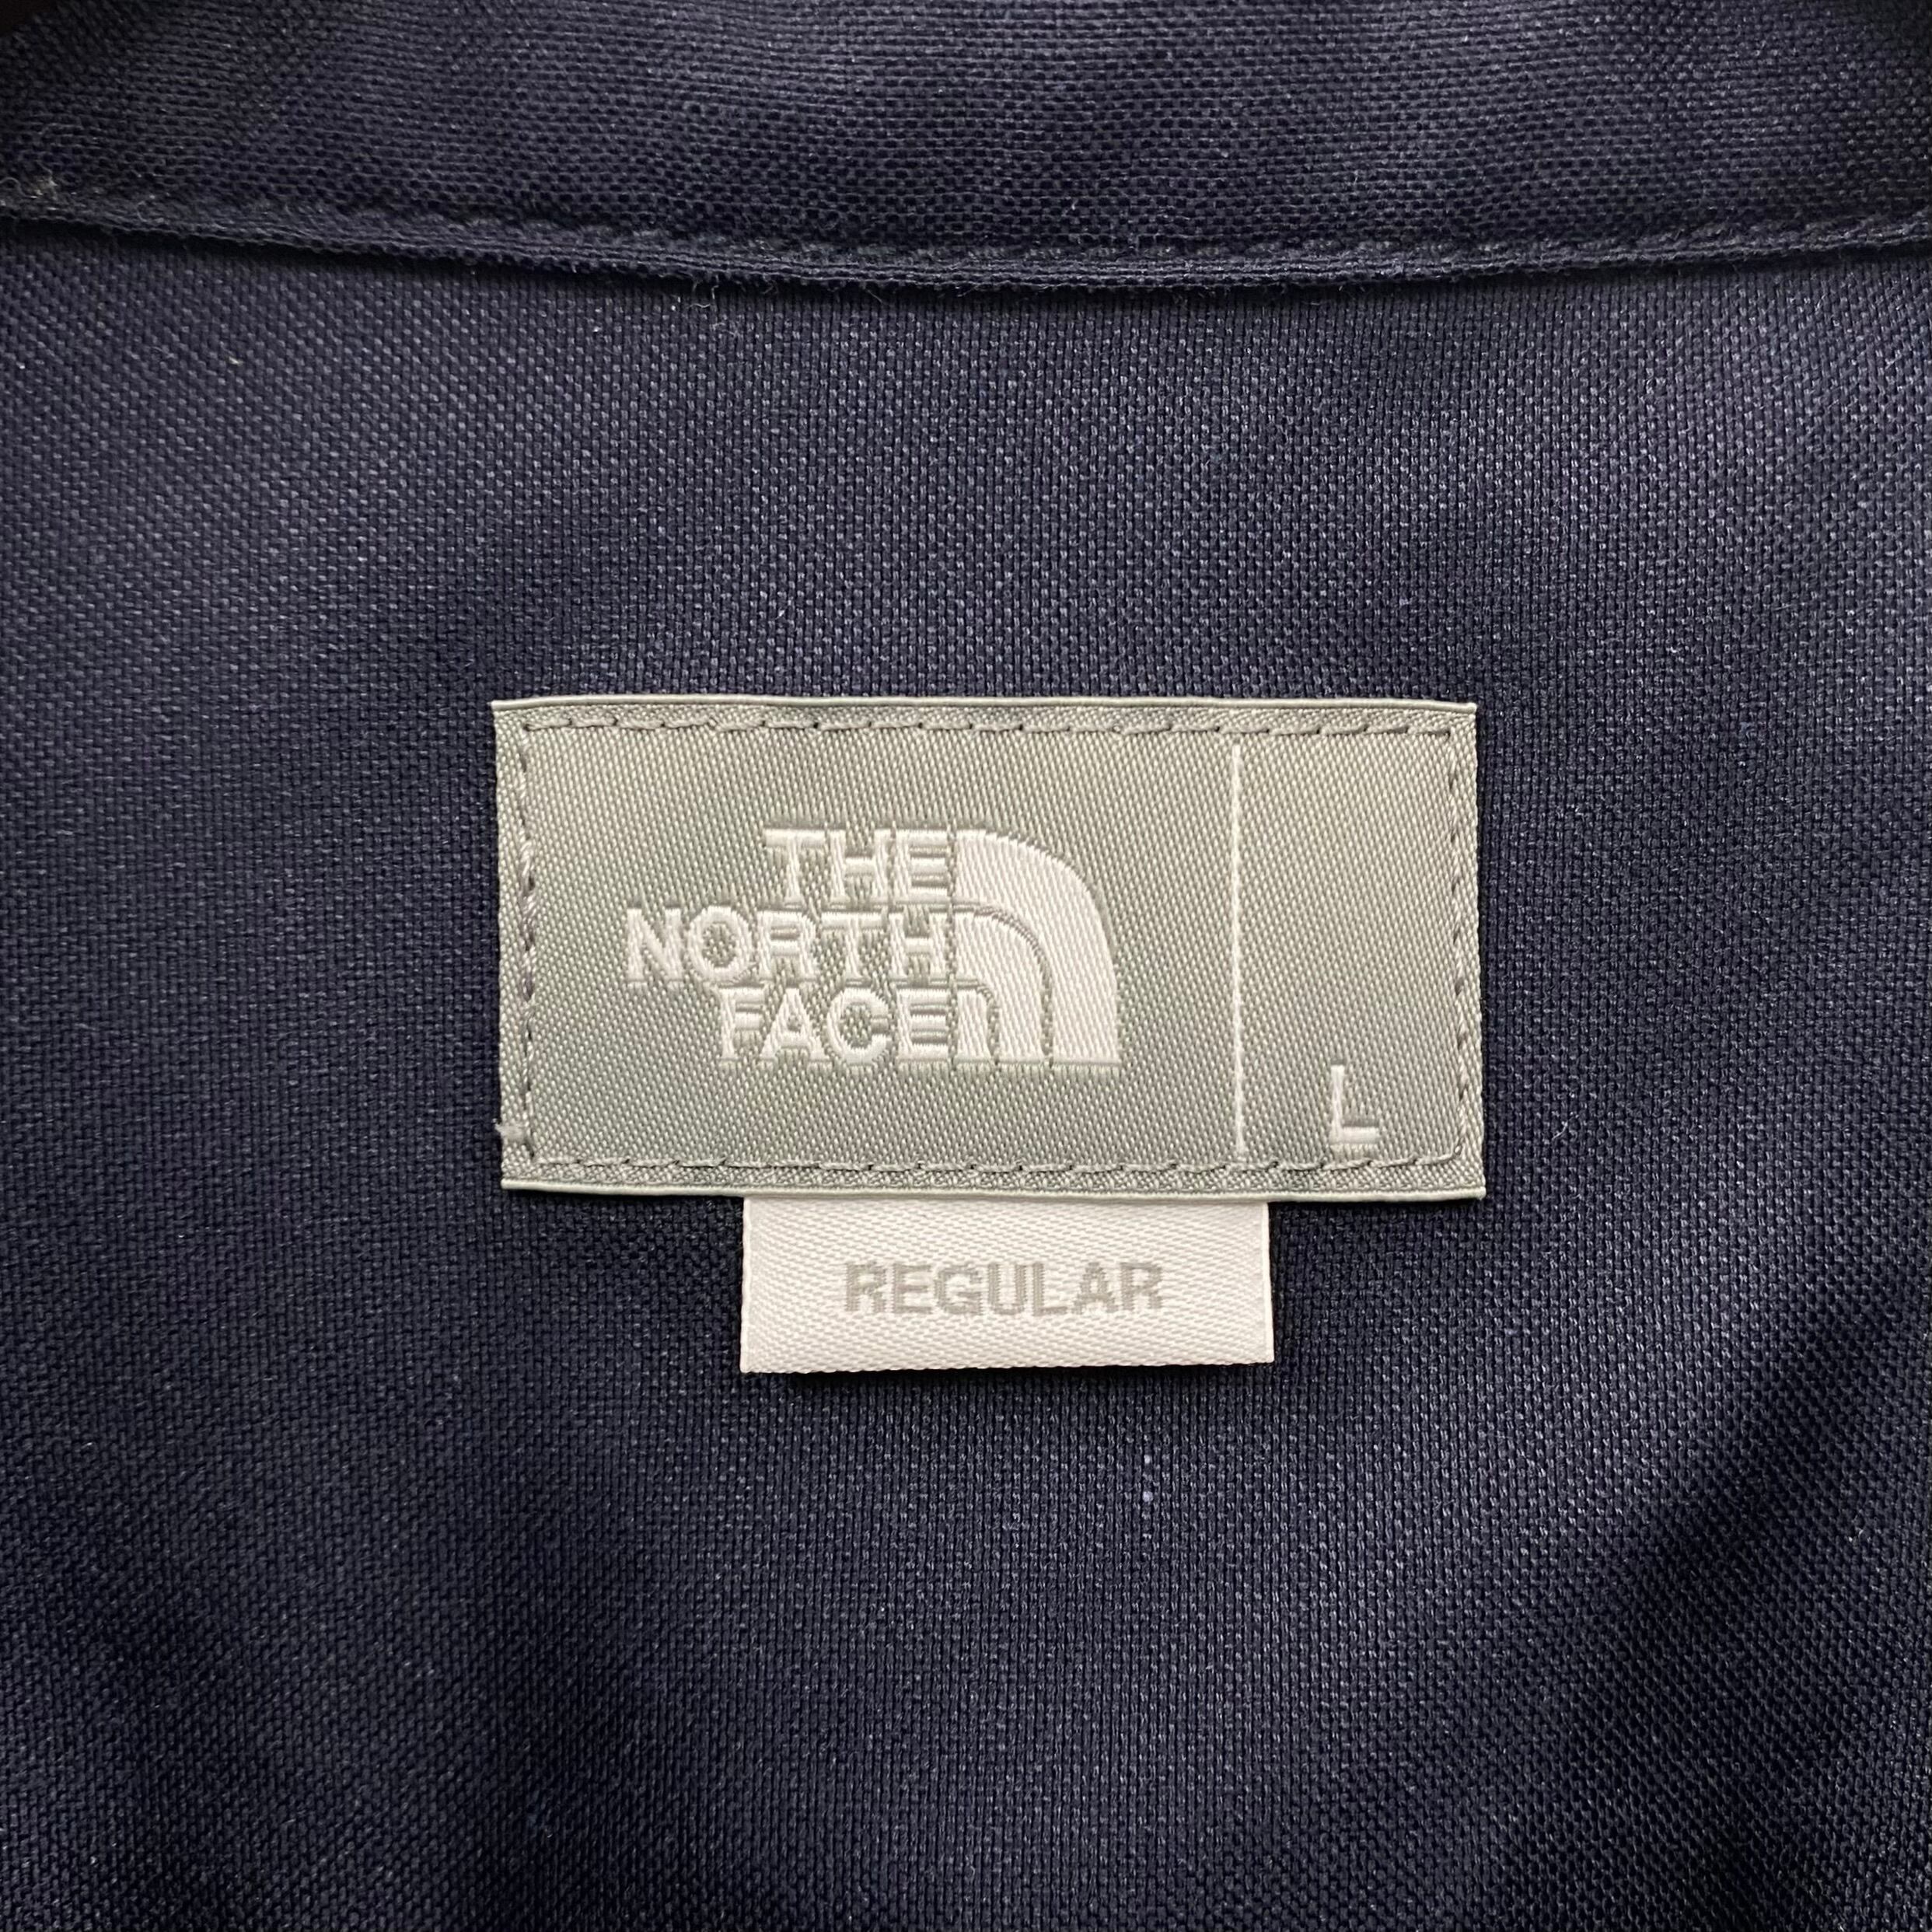 THE
NORTH
FACE
L
REGULAR